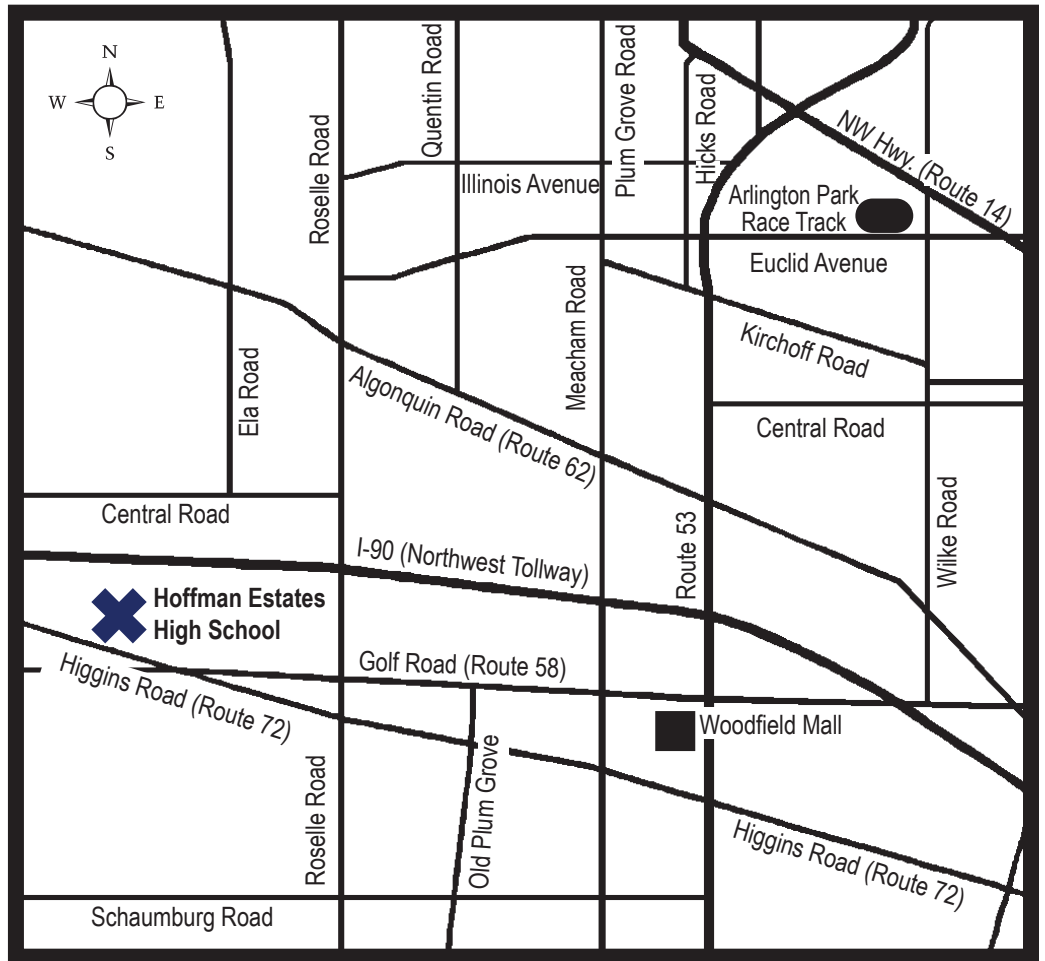 N
W E
S
Roselle Road
Quentin Road
Plum Grove Road
Hicks Road
NW Hwy. (Route 14)
Illinois Avenue
Arlington Park
Race Track
Euclid Avenue
Ela Road
Meacham Road
Kirchoff Road
Algonquin Road (Route 62)
Central Road
Central Road
Route 53
Wilke Road
I-90 (Northwest Tollway)
Hoffman Estates
High School
Golf Road (Route 58)
Higgins Road (Route 72)
Woodfield Mall
Roselle Road
Old Plum Grove
Higgins Road (Route 72)
Schaumburg Road